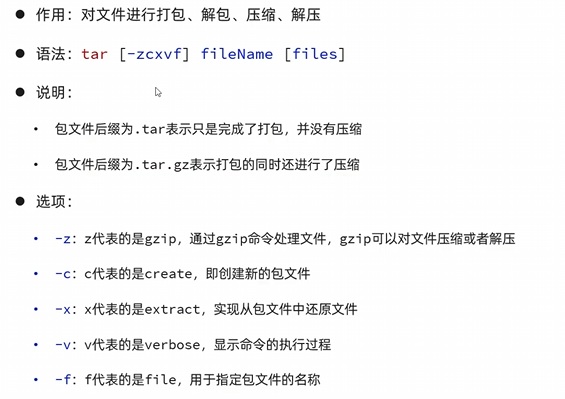 ● 作用：对文件进行打包、解包、压缩、解压
● 语法：tar [-zcxvf] fileName [files]
● 说明：
• 包文件后缀为.tar表示只是完成了打包，并没有压缩
• 包文件后缀为.tar.gz表示打包的同时还进行了压缩
● 选项：
• -z：z代表的是gzip，通过gzip命令处理文件，gzip可以对文件压缩或者解压
• -c：c代表的是create，即创建新的包文件
• -x：x代表的是extract，实现从包文件中还原文件
• -v：v代表的是verbose，显示命令的执行过程
• -f：f代表的是file，用于指定包文件的名称